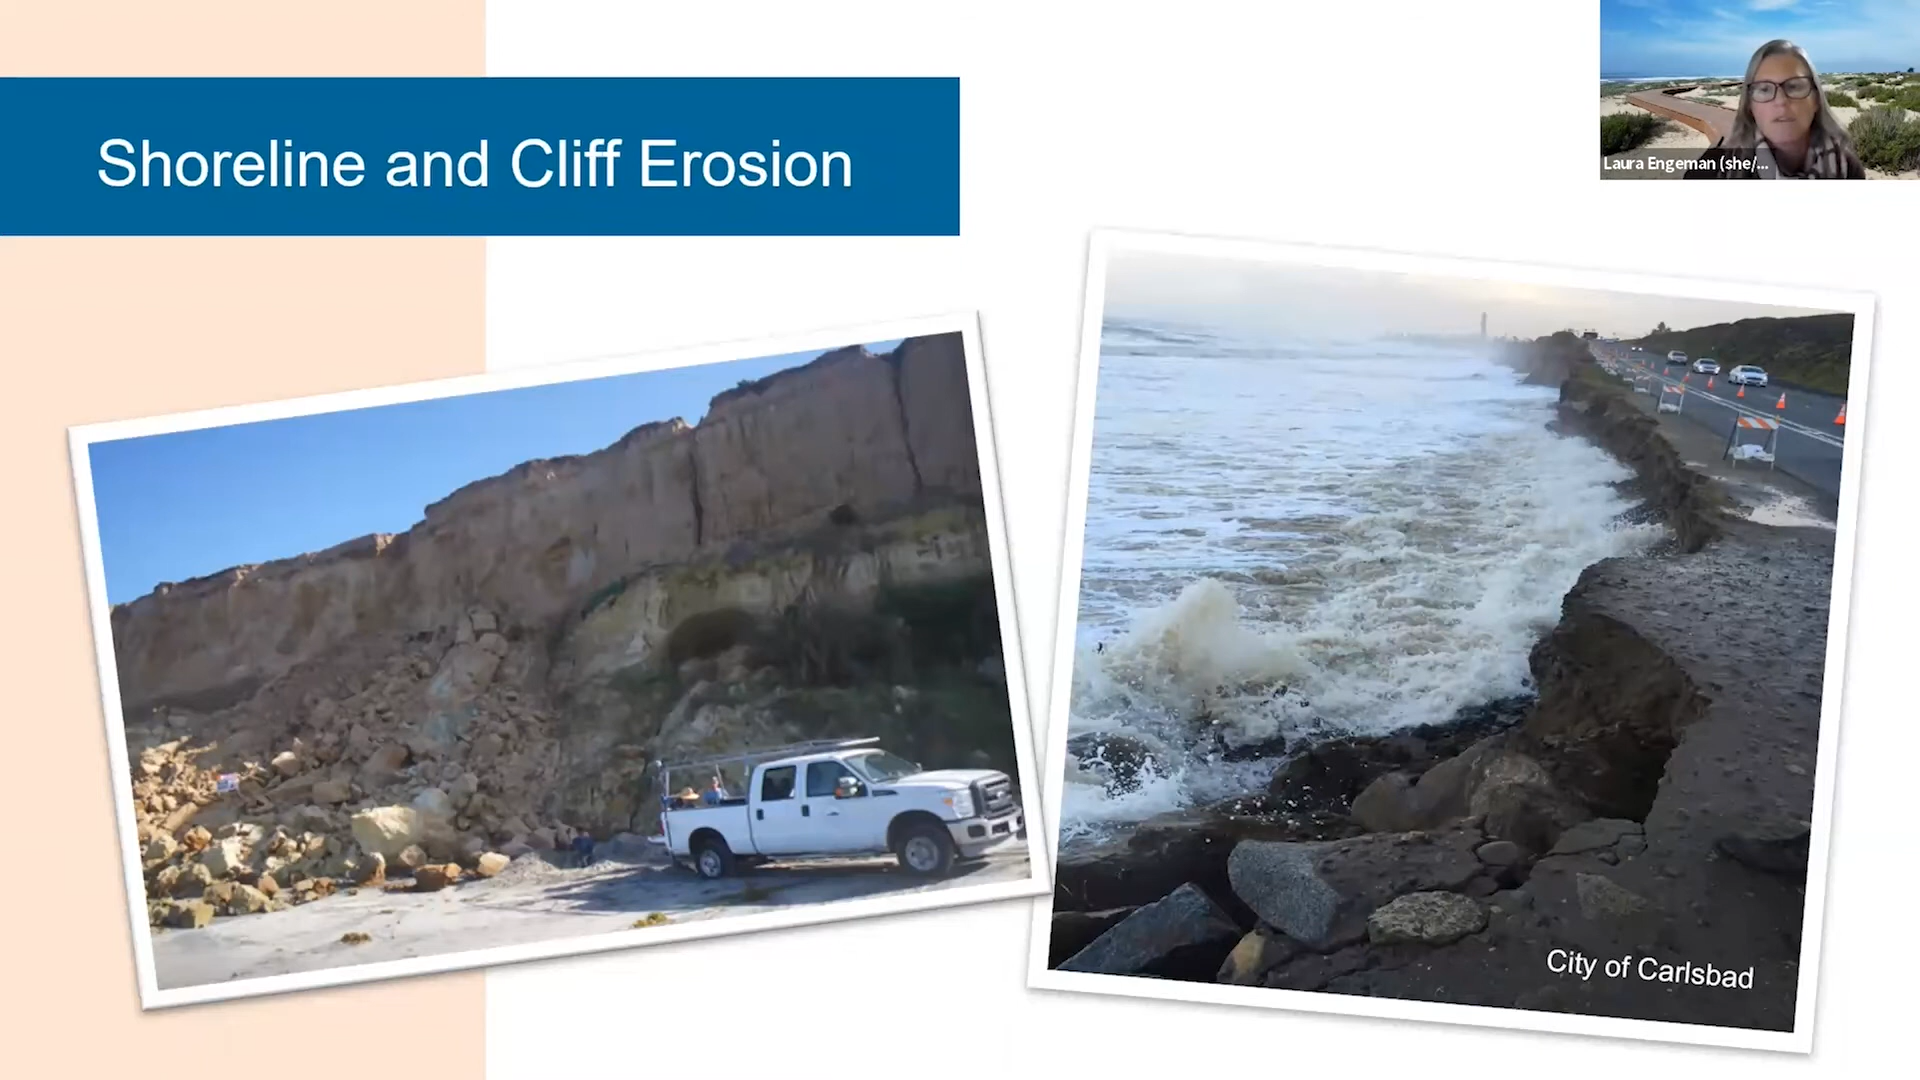 Shoreline and Cliff Erosion
Laura Engeman (she/...
City of Carlsbad